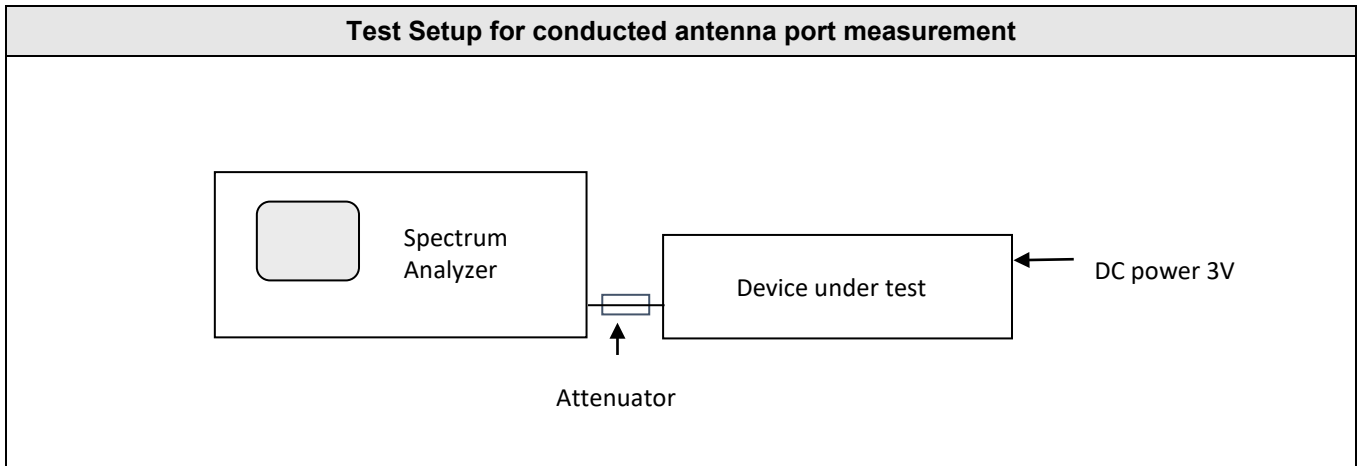 Test Setup for conducted antenna port measurement
Spectrum
Analyzer
Device under test
DC power 3V
Attenuator